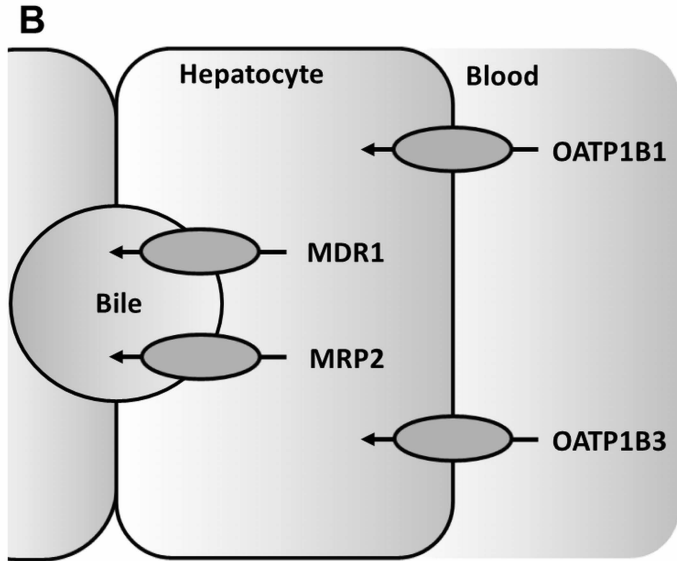 B
Hepatocyte
Blood
OATP1B1
MDR1
Bile
MRP2
OATP1B3